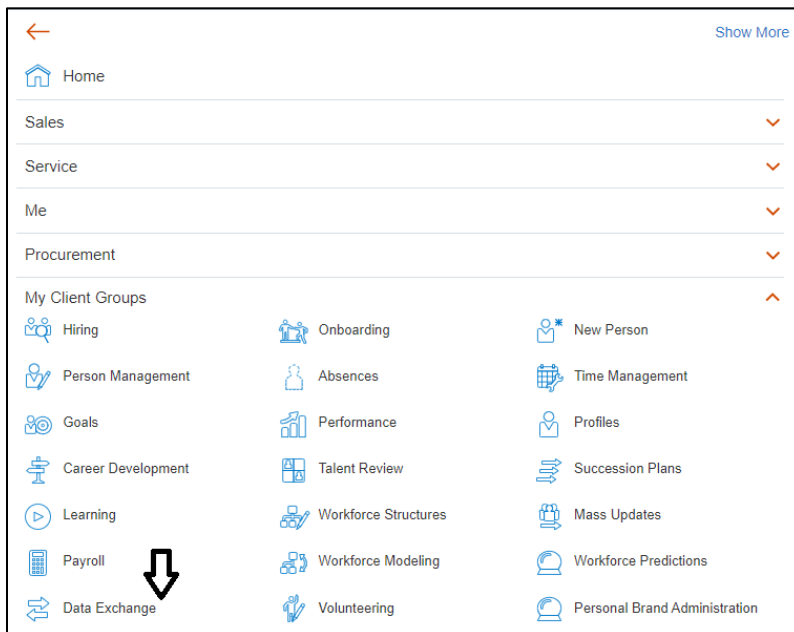 Show More
Home
Sales
Service
Me
Procurement
My Client Groups
Hiring Onboarding New Person
Person Management Absences Time Management
Goals Performance Profiles
Career Development Talent Review Succession Plans
Learning Workforce Structures Mass Updates
Payroll Workforce Modeling Workforce Predictions
Data Exchange Volunteering Personal Brand Administration